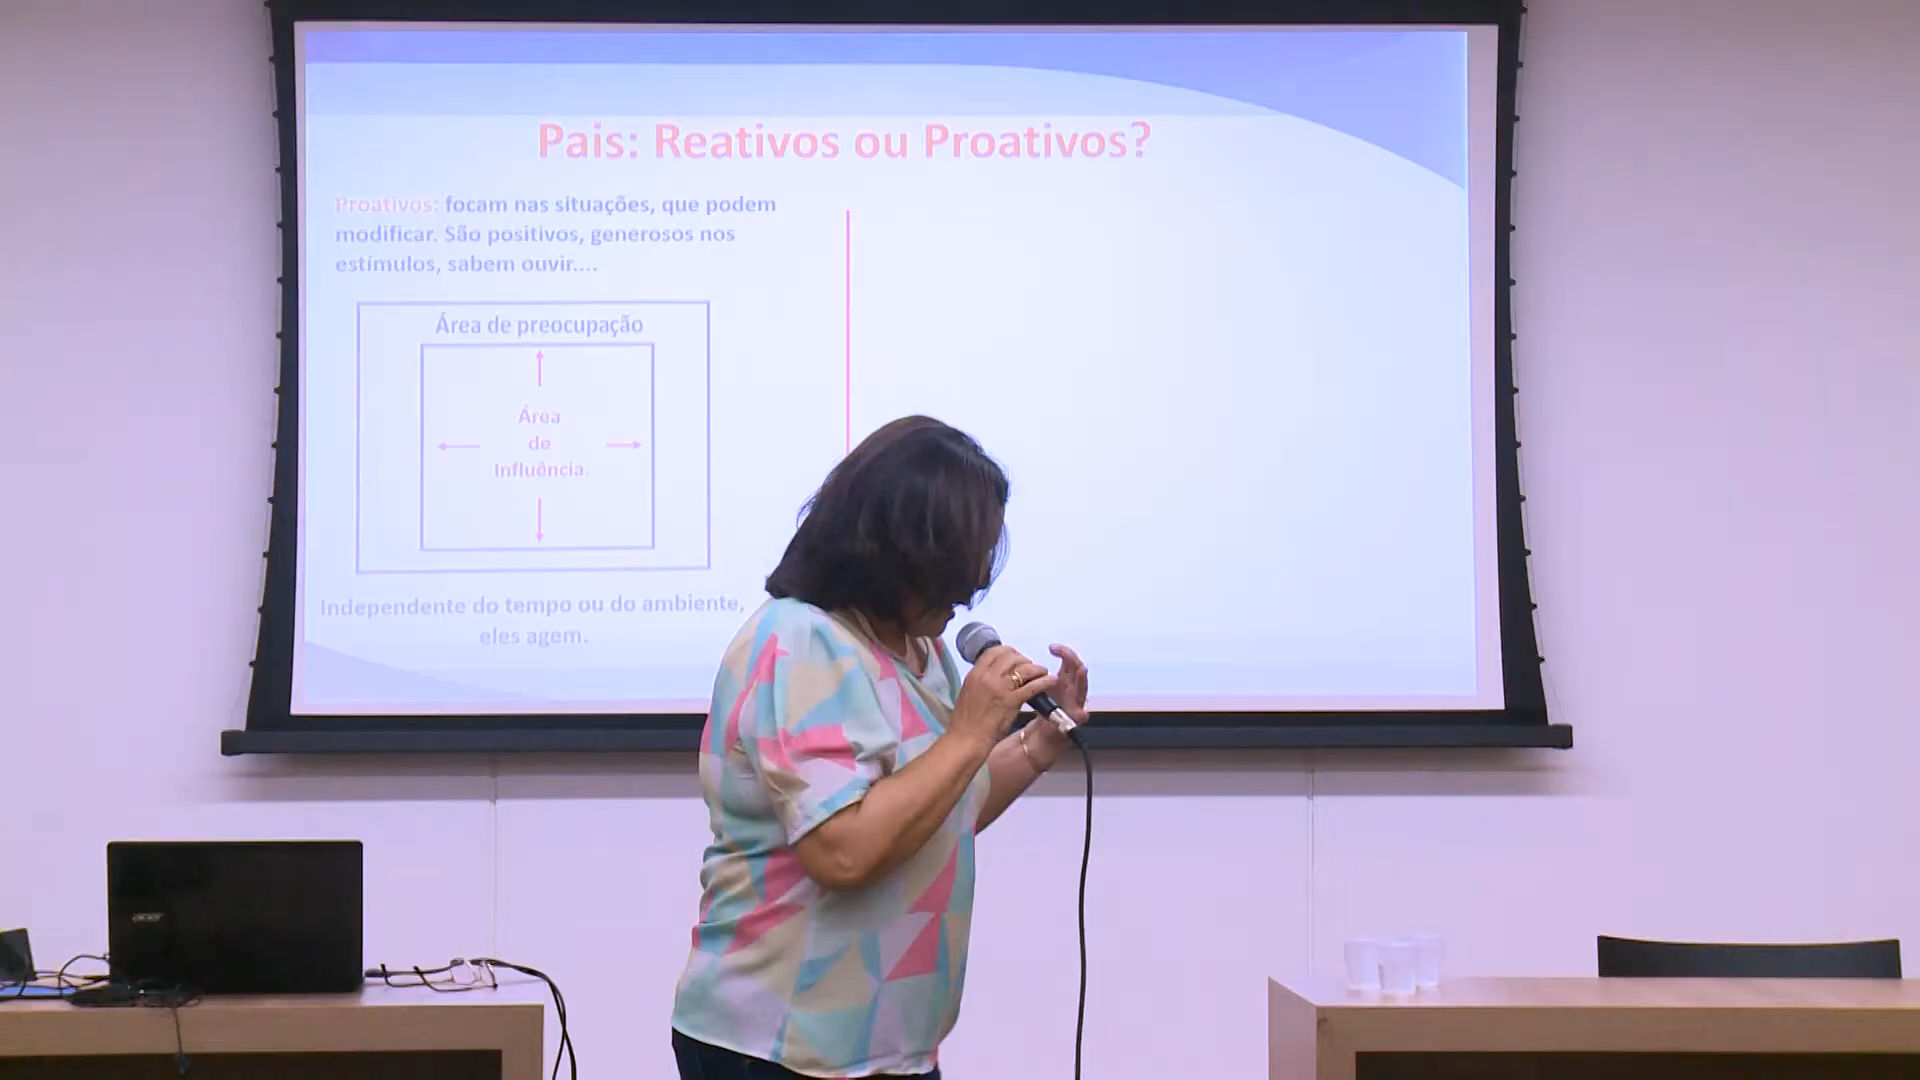 Pais: Reativos ou Proativos?
Proativos: focam nas situações, que podem
modificar. São positivos, generosos nos
estímulos, sabem ouvir....
Área de preocupação
Área
de
Influência.
Independente do tempo ou do ambiente,
eles agem.
acer